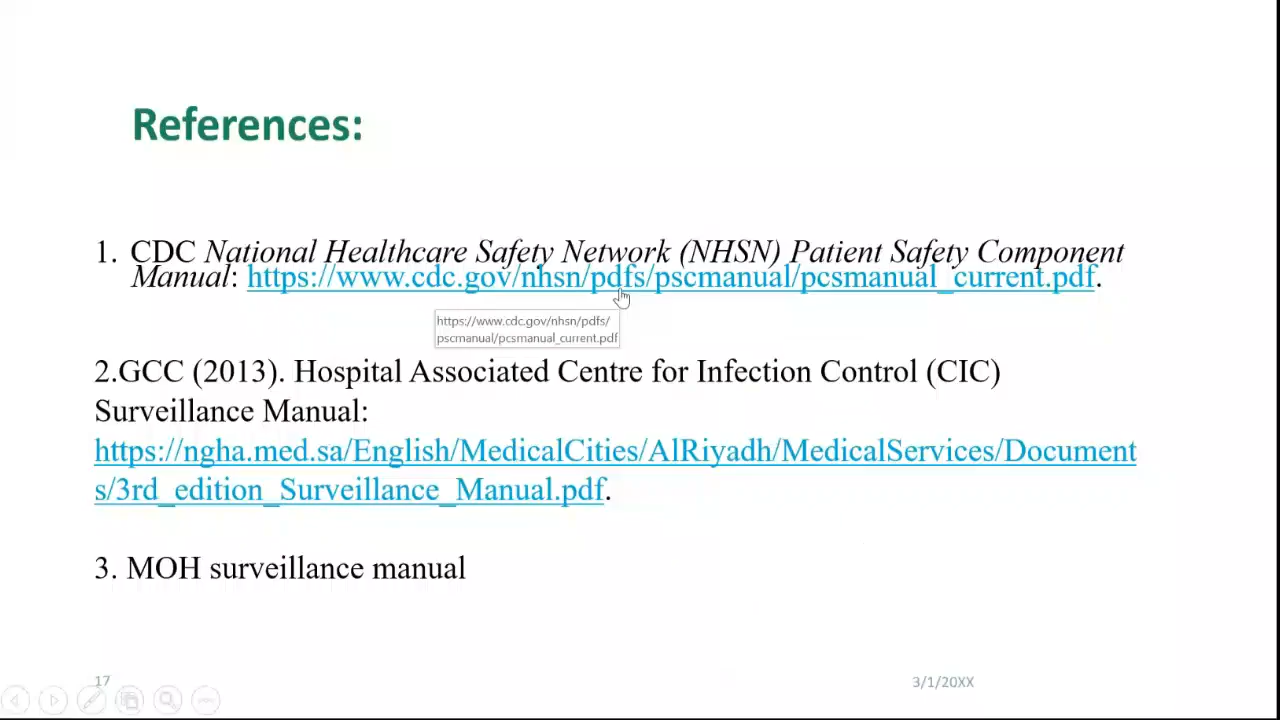 References:
1. CDC National Healthcare Safety Network (NHSN) Patient Safety Component
Manual: https://www.cdc.gov/nhsn/pdfs/pscmanual/pcsmanual_current.pdf.
https://www.cdc.gov/nhsn/pdfs/
pscmanual/pcsmanual_current.pdf
2.GCC (2013). Hospital Associated Centre for Infection Control (CIC)
Surveillance Manual:
https://ngha.med.sa/English/MedicalCities/AlRiyadh/MedicalServices/Document
s/3rd_edition_Surveillance_Manual.pdf.
3. MOH surveillance manual
17
3/1/20XX